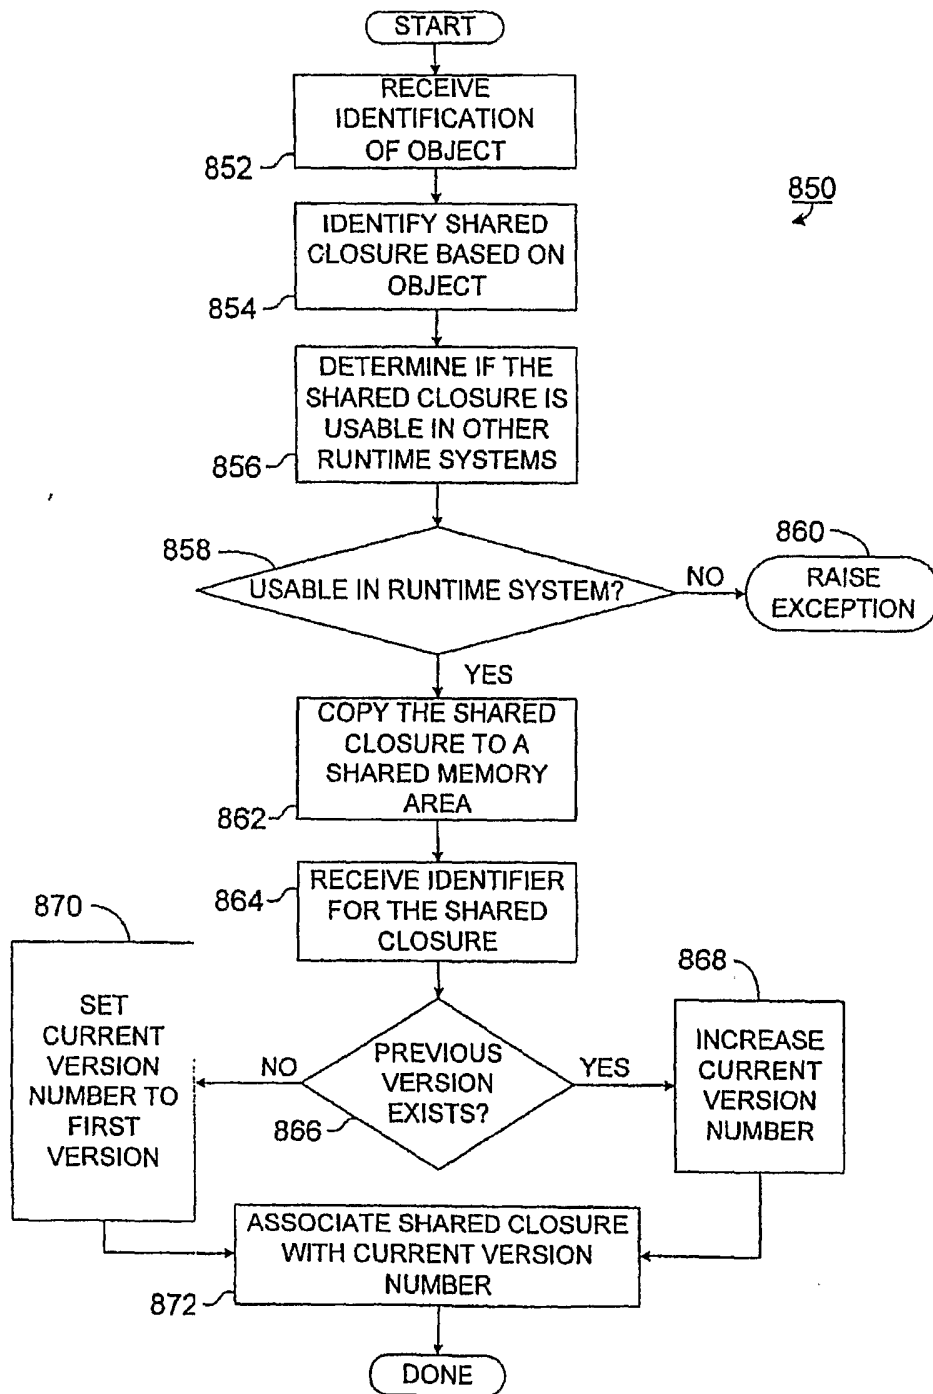 START
RECEIVE
IDENTIFICATION
OF OBJECT
852
850
IDENTIFY SHARED
CLOSURE BASED ON
OBJECT
854
DETERMINE IF THE
SHARED CLOSURE IS
USABLE IN OTHER
RUNTIME SYSTEMS
856
858
USABLE IN RUNTIME SYSTEM?
NO
860
RAISE
EXCEPTION
YES
COPY THE SHARED
CLOSURE TO A
SHARED MEMORY
AREA
862
864
RECEIVE IDENTIFIER
FOR THE SHARED
CLOSURE
870
868
SET
CURRENT
VERSION
NUMBER TO
FIRST
VERSION
NO
PREVIOUS
VERSION
EXISTS?
866
YES
INCREASE
CURRENT
VERSION
NUMBER
ASSOCIATE SHARED CLOSURE
WITH CURRENT VERSION
NUMBER
872
DONE